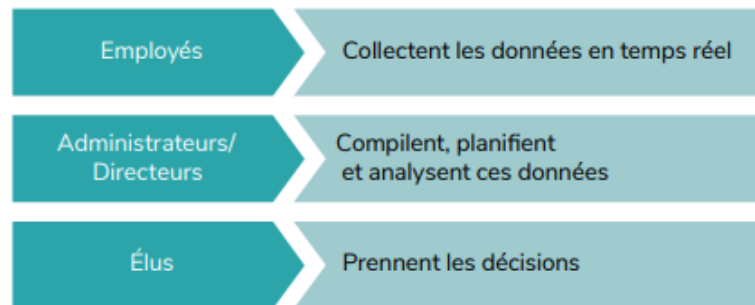 Employés
Collectent les données en temps réel
Administrateurs/
Directeurs
Compilent, planifient
et analysent ces données
Élus
Prennent les décisions